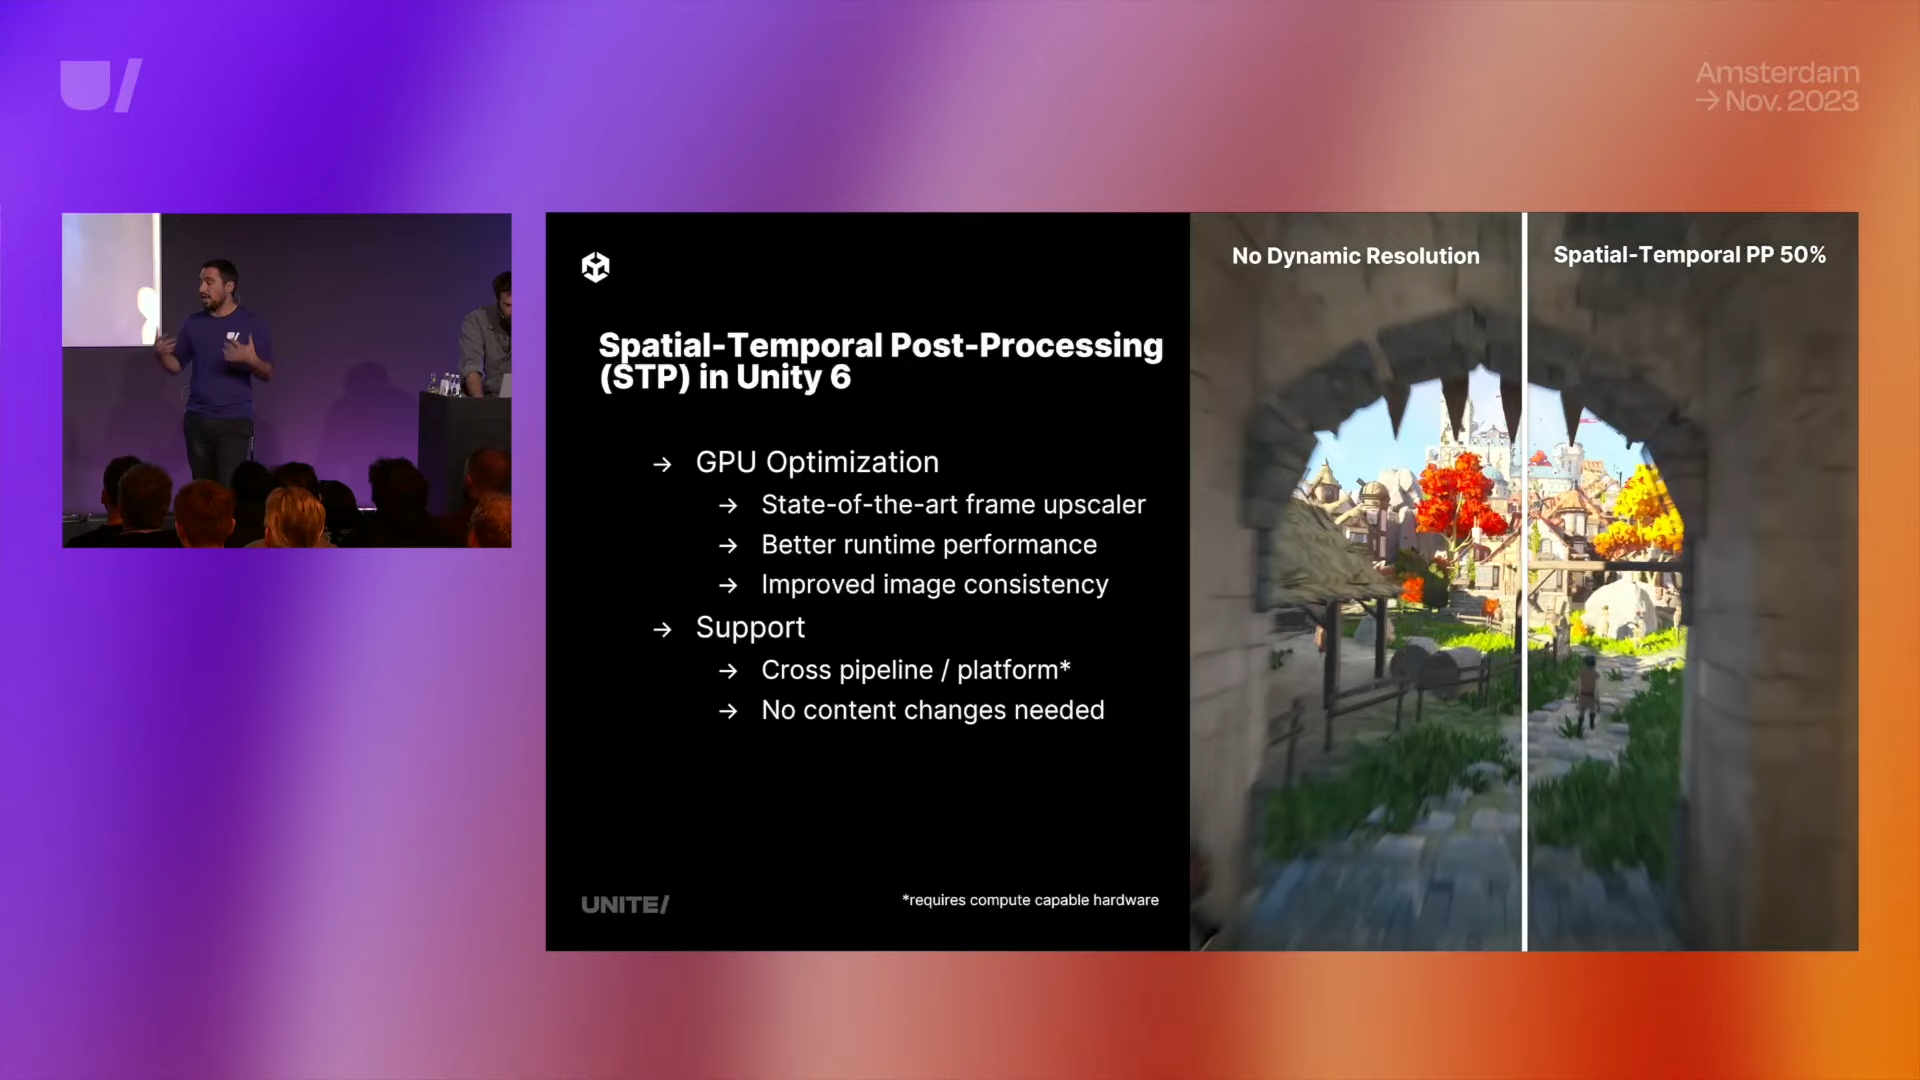 U/
Amsterdam
→ Nov. 2023
No Dynamic Resolution
Spatial-Temporal PP 50%
Spatial-Temporal Post-Processing
(STP) in Unity 6
→ GPU Optimization
→ State-of-the-art frame upscaler
→ Better runtime performance
→ Improved image consistency
→ Support
→ Cross pipeline / platform*
→ No content changes needed
UNITE/
*requires compute capable hardware